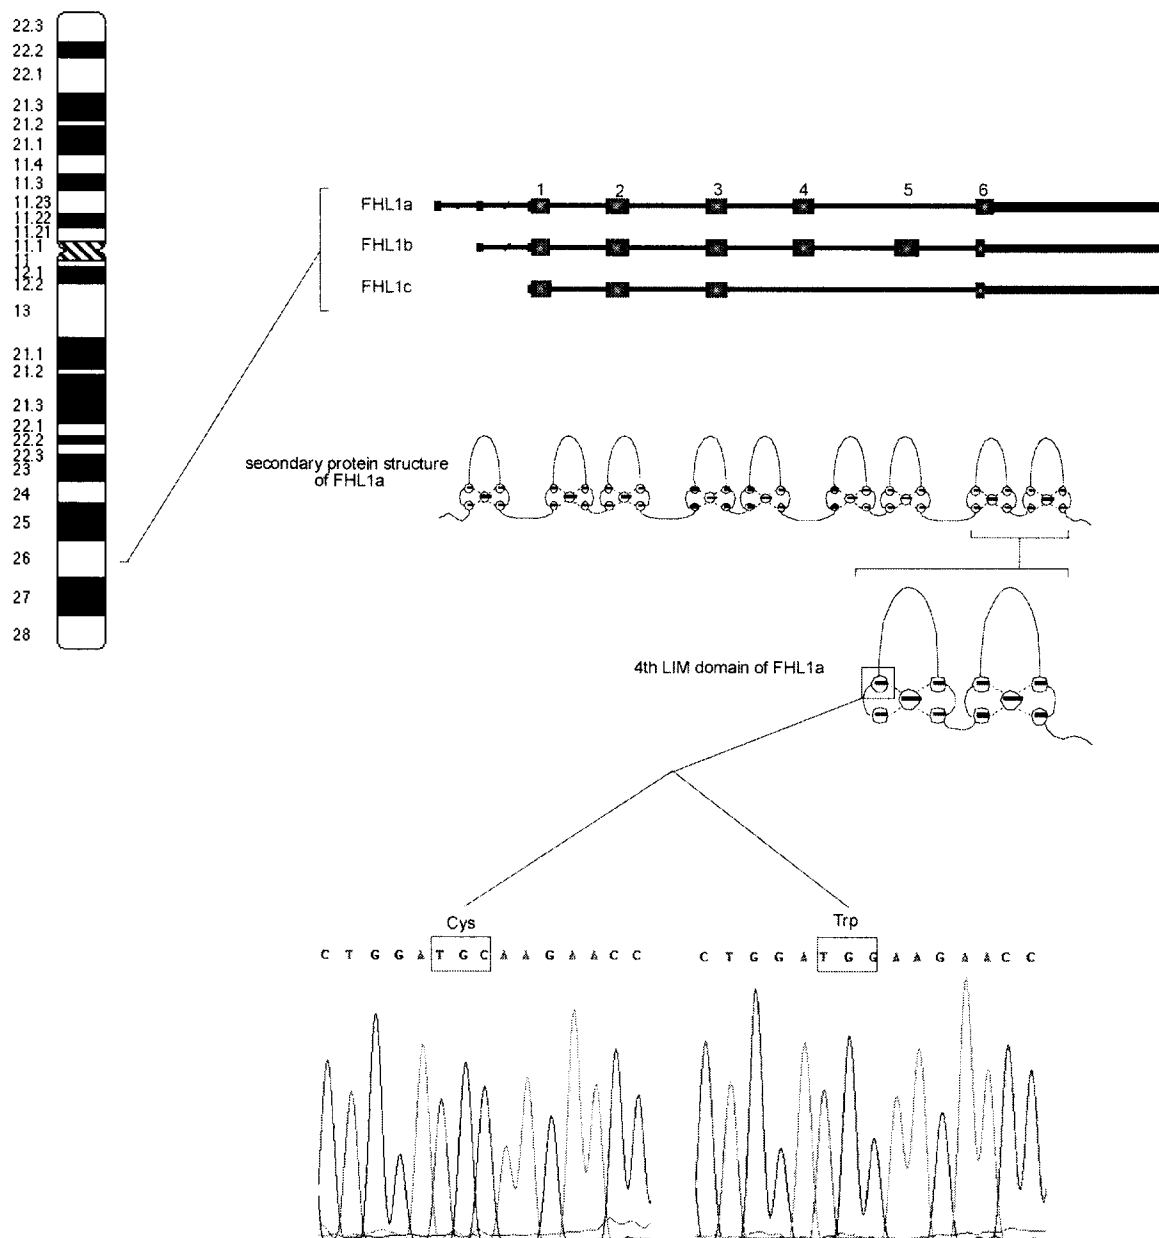 22.3
22.2
22.1
21.3
21.2
21.1
11.4
11.3
11.23
11.22
11.21
11.1
11
12.1
12.2
13
21.1
21.2
21.3
22.1
22.2
22.3
23
24
25
26
27
28
1 2 3 4 5 6
FHL1a
FHL1b
FHL1c
secondary protein structure
of FHL1a
4th LIM domain of FHL1a
Cys
C T G G A T G C A A G A A C C
Trp
C T G G A T G G A A G A A C C